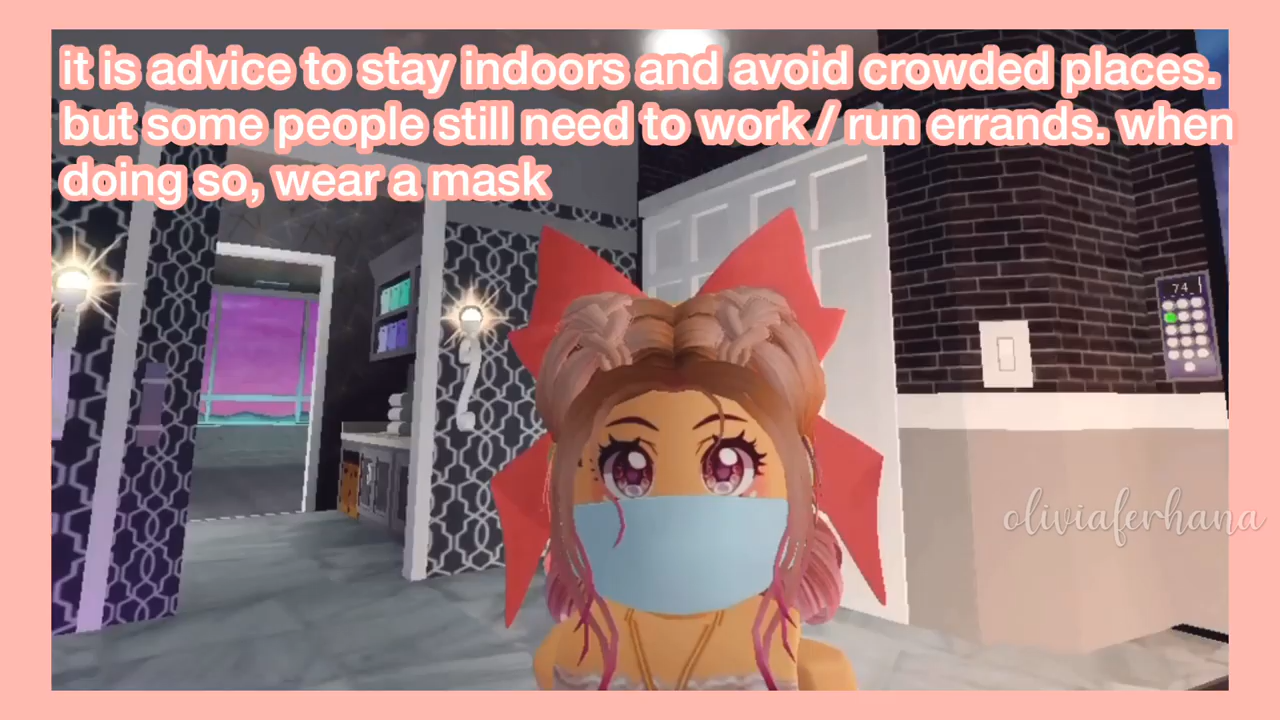 it is advice to stay indoors and avoid crowded places.
but some people still need to work / run errands. when
doing so, wear a mask
74
oliviaferhana